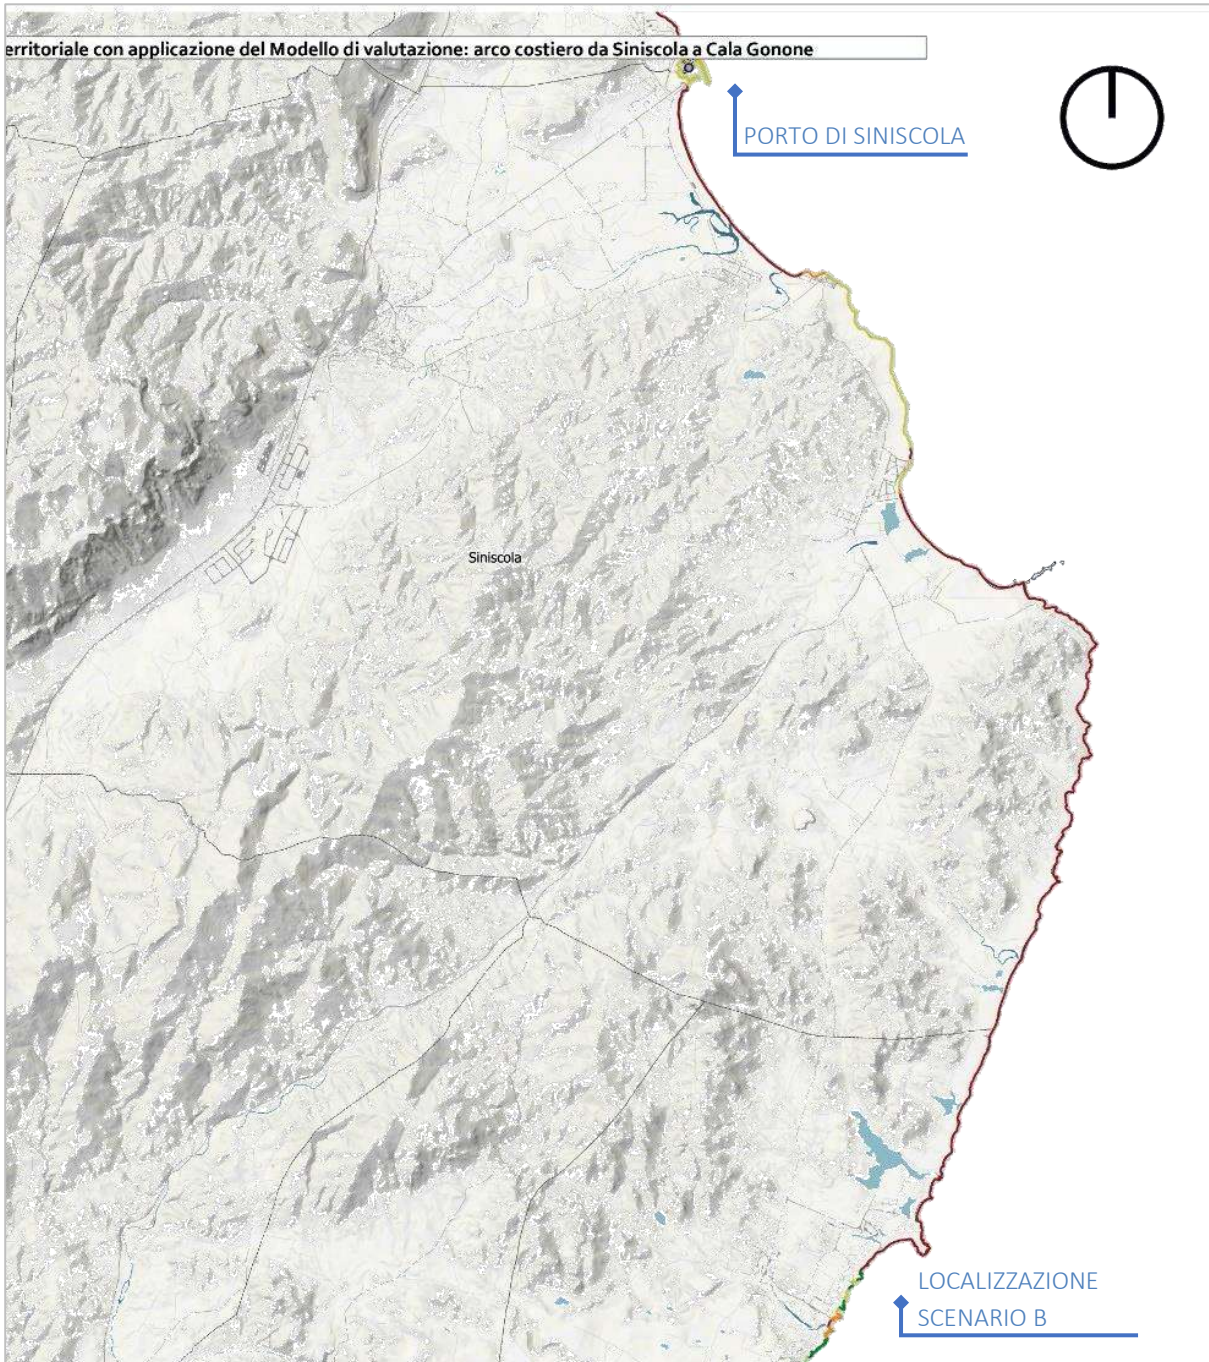 erritoriale con applicazione del Modello di valutazione: arco costiero da Siniscola a Cala Gonone
PORTO DI SINISCOLA
Siniscola
LOCALIZZAZIONE
SCENARIO B